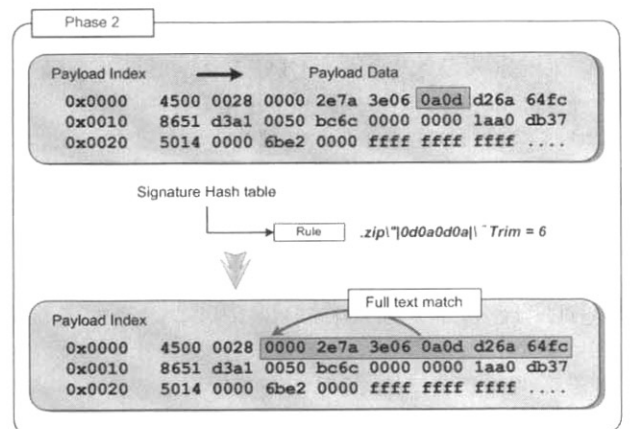 Phase 2
Payload Index Payload Data
0x0000 4500 0028 0000 2e7a 3e06 0a0d d26a 64fc
0x0010 8651 d3a1 0050 bc6c 0000 0000 1aa0 db37
0x0020 5014 0000 6be2 0000 ffff ffff ffff ....
Signature Hash table
Rule .zip\"|0d0a0d0a|\ ˆ Trim = 6
Full text match
Payload Index
0x0000 4500 0028 0000 2e7a 3e06 0a0d d26a 64fc
0x0010 8651 d3a1 0050 bc6c 0000 0000 1aa0 db37
0x0020 5014 0000 6be2 0000 ffff ffff ffff ....